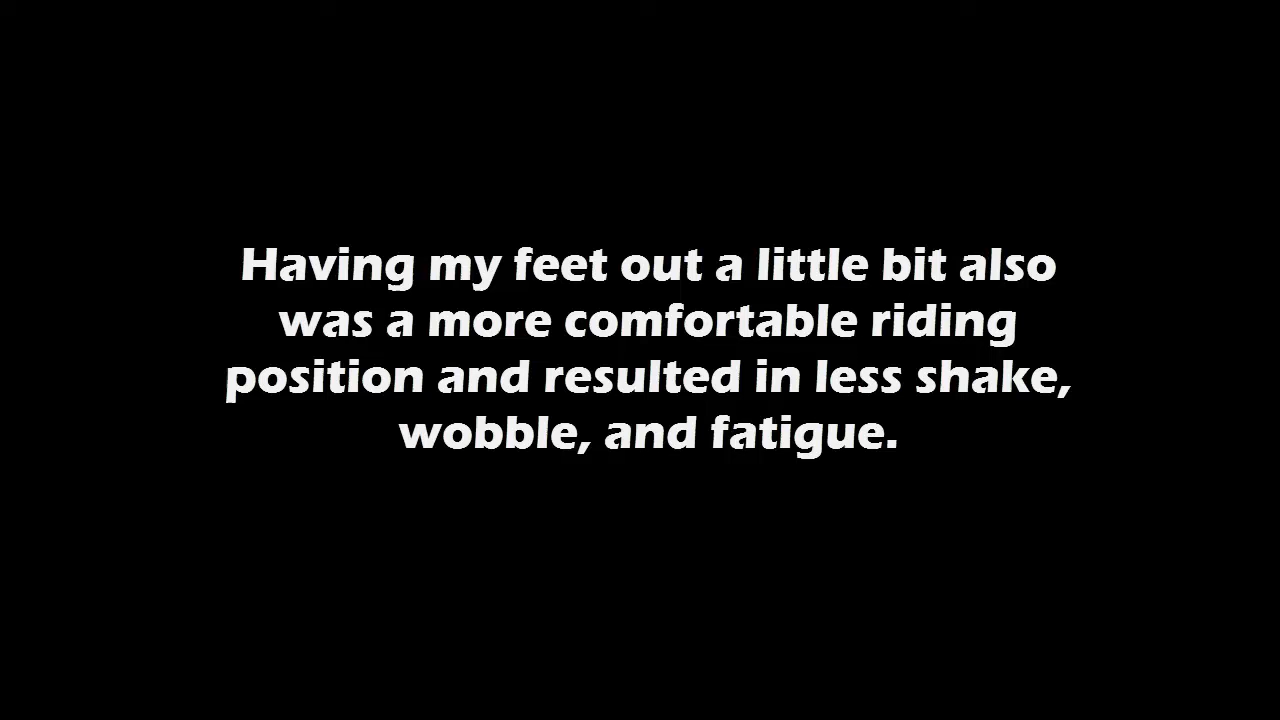 Having my feet out a little bit also
was a more comfortable riding
position and resulted in less shake,
wobble, and fatigue.